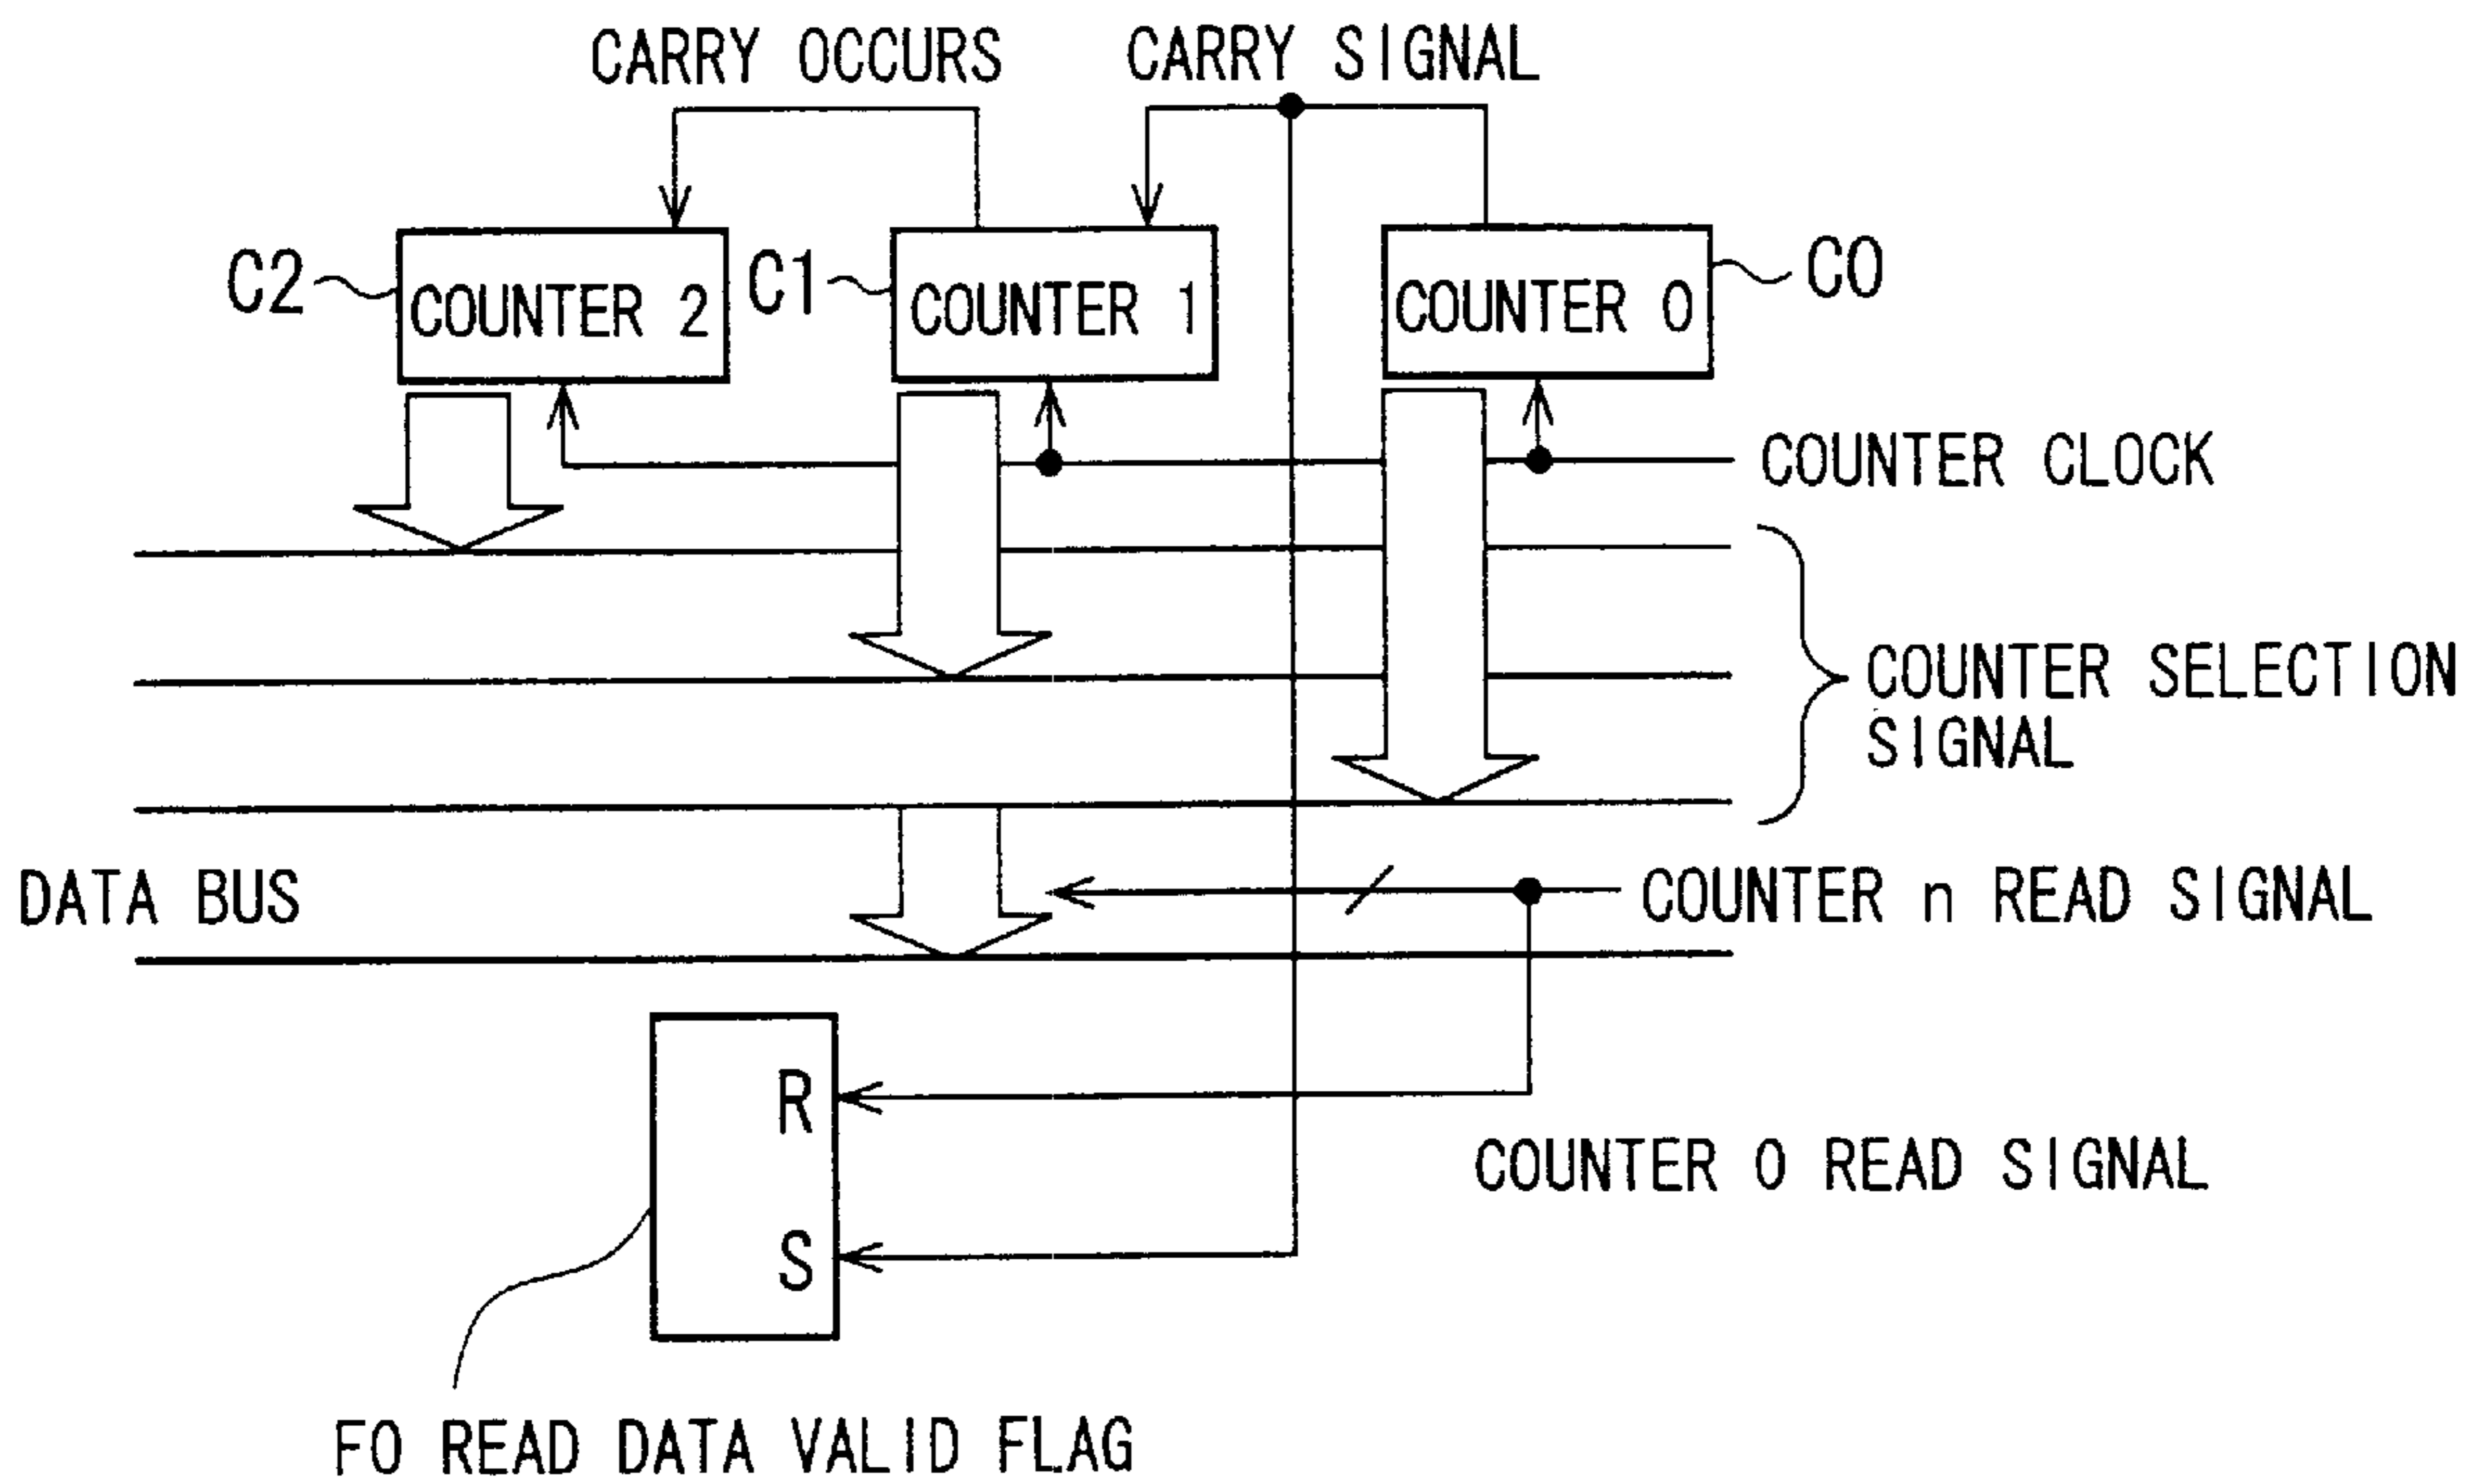 CARRY OCCURS
CARRY SIGNAL
C2
COUNTER 2
C1
COUNTER 1
COUNTER 0
C0
COUNTER CLOCK
COUNTER SELECTION
SIGNAL
DATA BUS
COUNTER n READ SIGNAL
R
COUNTER 0 READ SIGNAL
S
F0 READ DATA VALID FLAG